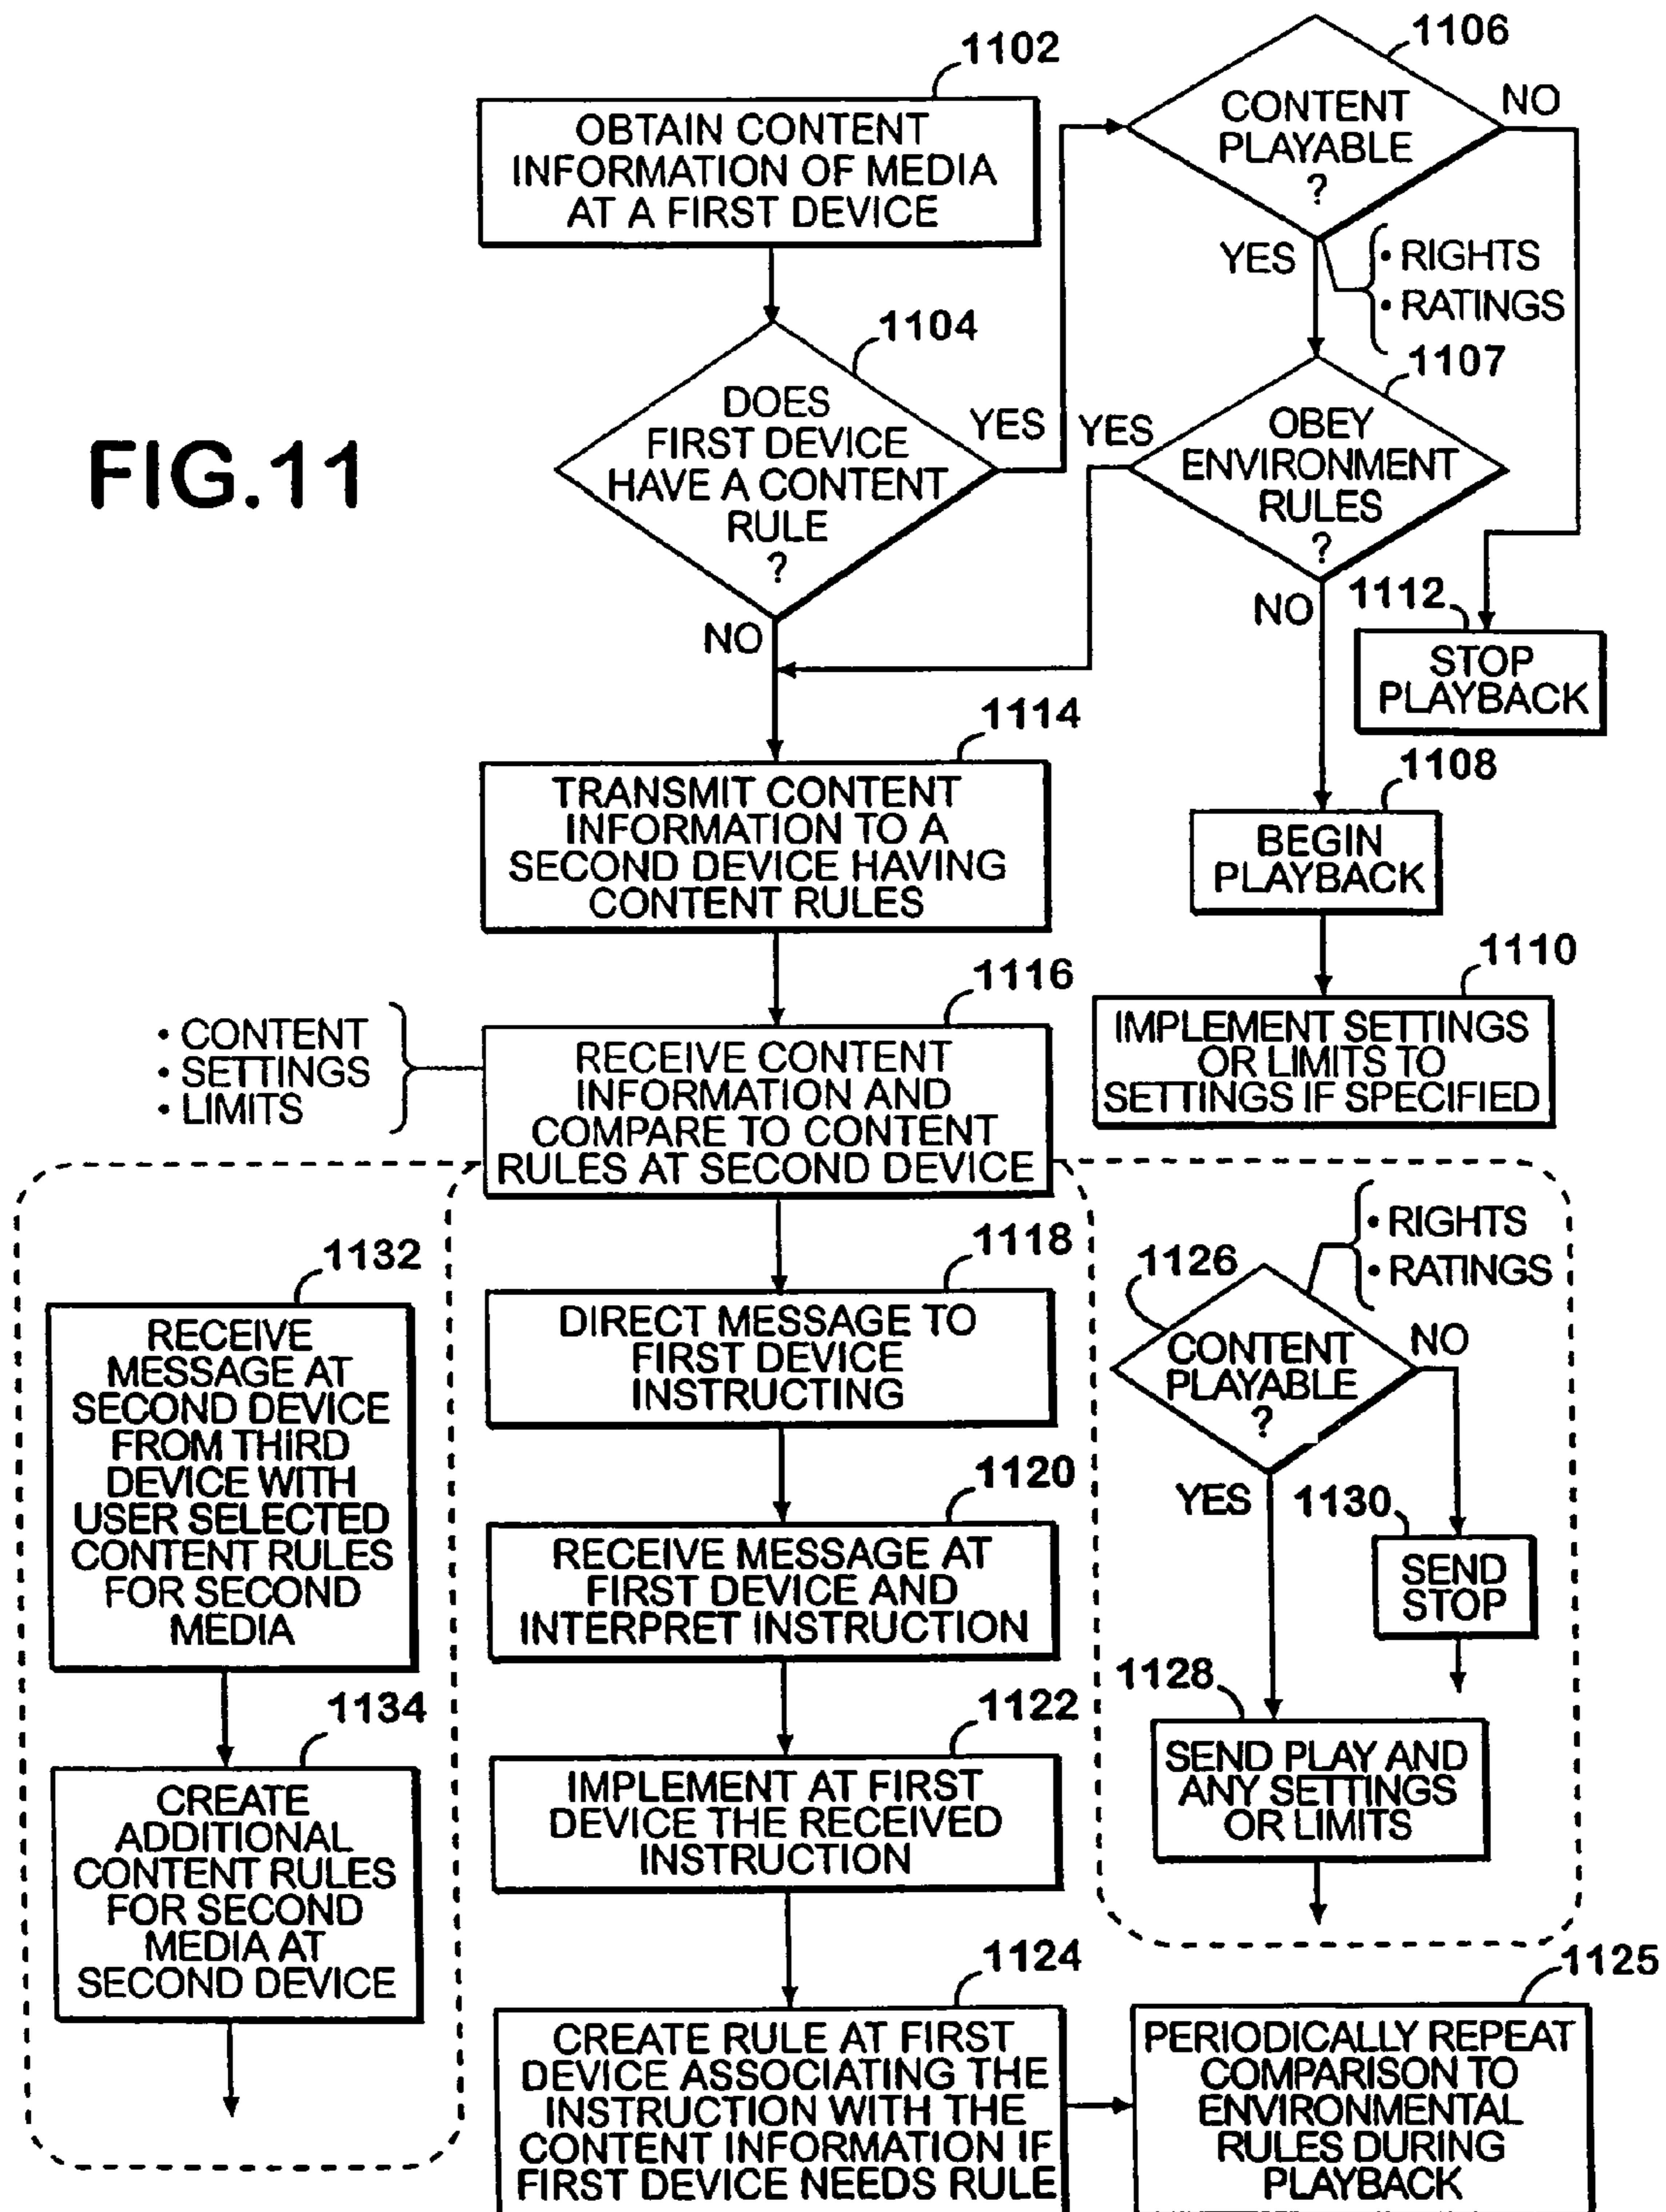 FIG.11
1102
OBTAIN CONTENT
INFORMATION OF MEDIA
AT A FIRST DEVICE
1104
DOES
FIRST DEVICE
HAVE A CONTENT
RULE
?
YES
NO
1106
CONTENT
PLAYABLE
?
NO
YES
• RIGHTS
• RATINGS
1107
OBEY
ENVIRONMENT
RULES
?
YES
NO
1112
STOP
PLAYBACK
1108
BEGIN
PLAYBACK
1110
IMPLEMENT SETTINGS
OR LIMITS TO
SETTINGS IF SPECIFIED
1114
TRANSMIT CONTENT
INFORMATION TO A
SECOND DEVICE HAVING
CONTENT RULES
1116
• CONTENT
• SETTINGS
• LIMITS
RECEIVE CONTENT
INFORMATION AND
COMPARE TO CONTENT
RULES AT SECOND DEVICE
1118
DIRECT MESSAGE TO
FIRST DEVICE
INSTRUCTING
1120
RECEIVE MESSAGE AT
FIRST DEVICE AND
INTERPRET INSTRUCTION
1122
IMPLEMENT AT FIRST
DEVICE THE RECEIVED
INSTRUCTION
1124
CREATE RULE AT FIRST
DEVICE ASSOCIATING THE
INSTRUCTION WITH THE
CONTENT INFORMATION IF
FIRST DEVICE NEEDS RULE
1125
PERIODICALLY REPEAT
COMPARISON TO
ENVIRONMENTAL
RULES DURING
PLAYBACK
1126
• RIGHTS
• RATINGS
CONTENT
PLAYABLE
?
NO
YES
1130
SEND
STOP
1128
SEND PLAY AND
ANY SETTINGS
OR LIMITS
1132
RECEIVE
MESSAGE AT
SECOND DEVICE
FROM THIRD
DEVICE WITH
USER SELECTED
CONTENT RULES
FOR SECOND
MEDIA
1134
CREATE
ADDITIONAL
CONTENT RULES
FOR SECOND
MEDIA AT
SECOND DEVICE